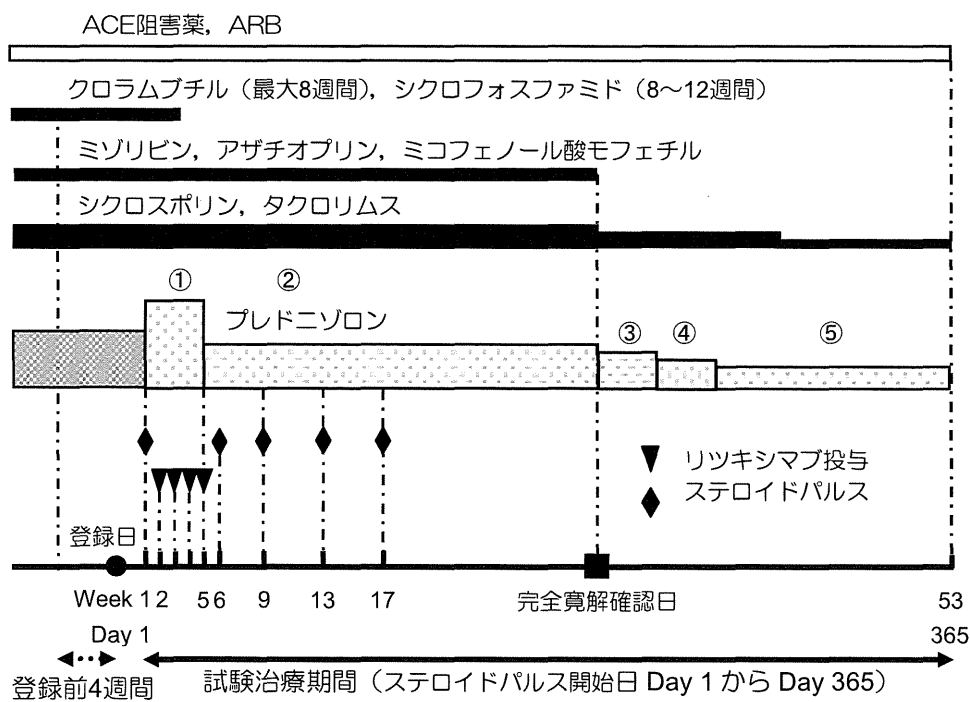 ACE阻害薬，ARB
クロラムブチル（最大8週間），シクロフォスファミド（8～12週間）
ミゾリビン，アザチオプリン，ミコフェノール酸モフェチル
シクロスポリン，タクロリムス
① ②
プレドニゾロン
③ ④ ⑤
リツキシマブ投与
ステロイドパルス
登録日
Week 1 2 5 6 9 13 17 完全寛解確認日 53
Day 1 365
登録前4週間 試験治療期間（ステロイドパルス開始日 Day 1 から Day 365）